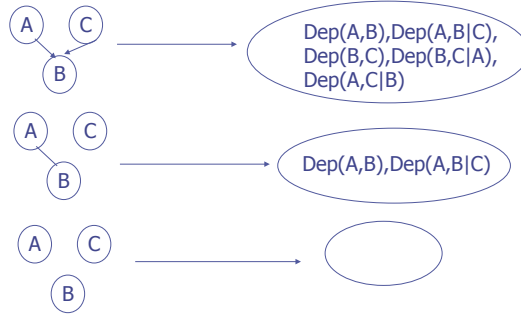 A C
B
Dep(A,B),Dep(A,B|C),
Dep(B,C),Dep(B,C|A),
Dep(A,C|B)
A C
B
Dep(A,B),Dep(A,B|C)
A C
B